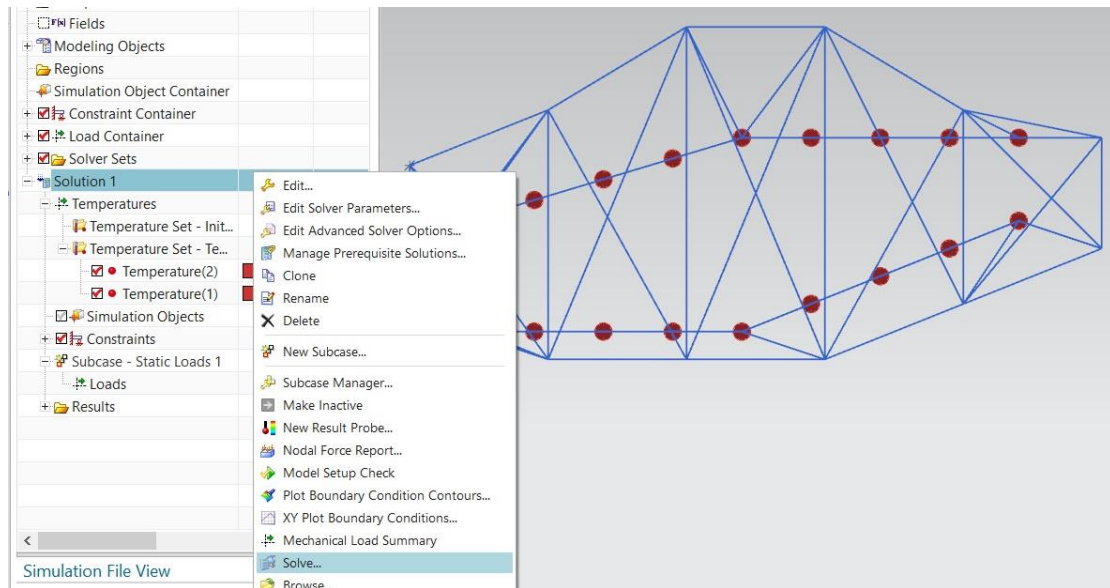 Fields
Modeling Objects
Regions
Simulation Object Container
Constraint Container
Load Container
Solver Sets
Solution 1
Temperatures
Temperature Set - Init...
Temperature Set - Te...
Temperature(2)
Temperature(1)
Simulation Objects
Constraints
Subcase - Static Loads 1
Loads
Results
Simulation File View
Edit...
Edit Solver Parameters...
Edit Advanced Solver Options...
Manage Prerequisite Solutions...
Clone
Rename
Delete
New Subcase...
Subcase Manager...
Make Inactive
New Result Probe...
Nodal Force Report...
Model Setup Check
Plot Boundary Condition Contours...
XY Plot Boundary Conditions...
Mechanical Load Summary
Solve...
Browse...